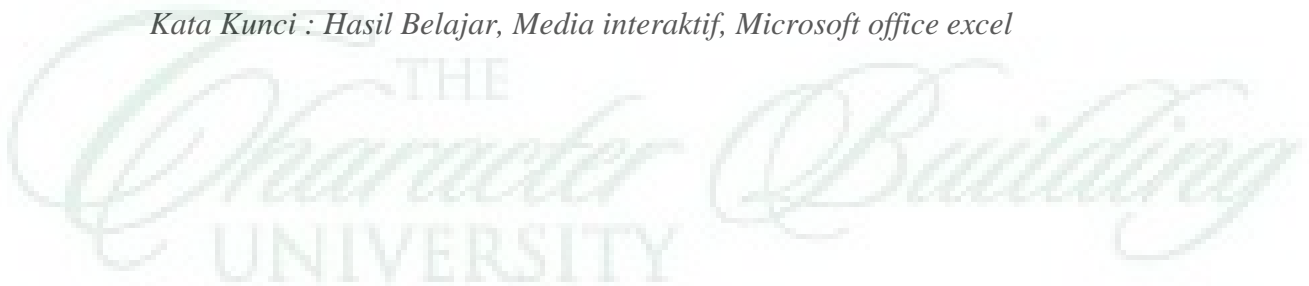 Kata Kunci : Hasil Belajar, Media interaktif, Microsoft office excel
THE
Character Building
UNIVERSITY